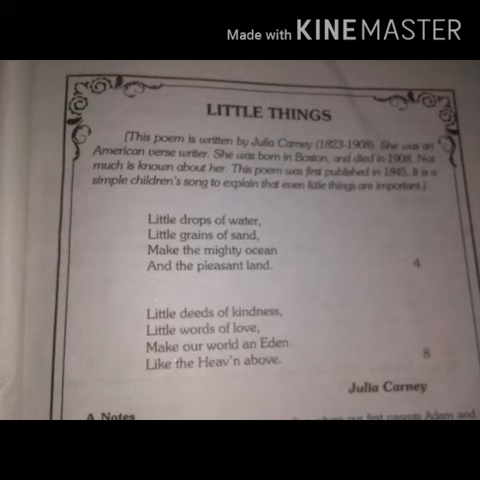 Made with KINEMASTER
LITTLE THINGS
(This poem is written by Julia Carney (1823-1908). She was an
American verse writer. She was born in Boston, and died in 1908. Not
much is known about her. This poem was first published in 1845. It is a
simple children's song to explain that even little things are important.)
Little drops of water,
Little grains of sand,
Make the mighty ocean
And the pleasant land. 4
Little deeds of kindness,
Little words of love,
Make our world an Eden
Like the Heav'n above. 8
Julia Carney
A Notes
where our first parents Adam and